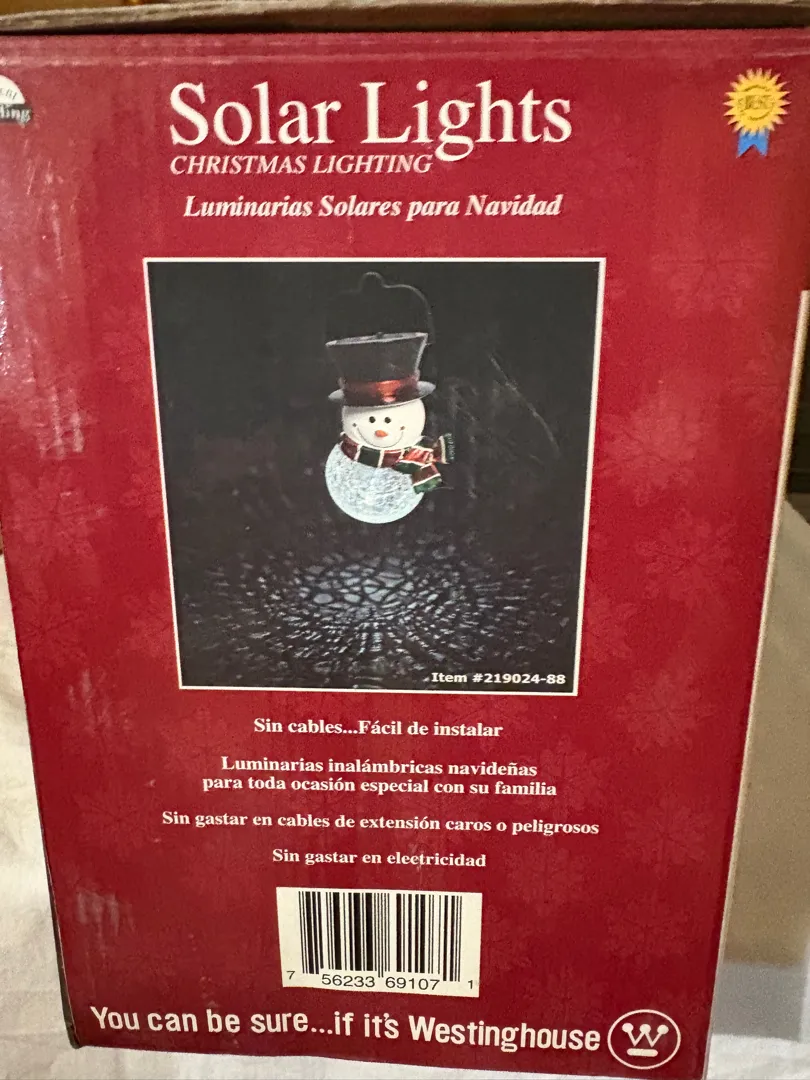 Solar Lights
CHRISTMAS LIGHTING
Luminarias Solares para Navidad
Item #219024-88
Sin cables...Fácil de instalar
Luminarias inalámbricas navideñas
para toda ocasión especial con su familia
Sin gastar en cables de extensión caros o peligrosos
Sin gastar en electricidad
7 56233 69107 1
You can be sure...if it's Westinghouse